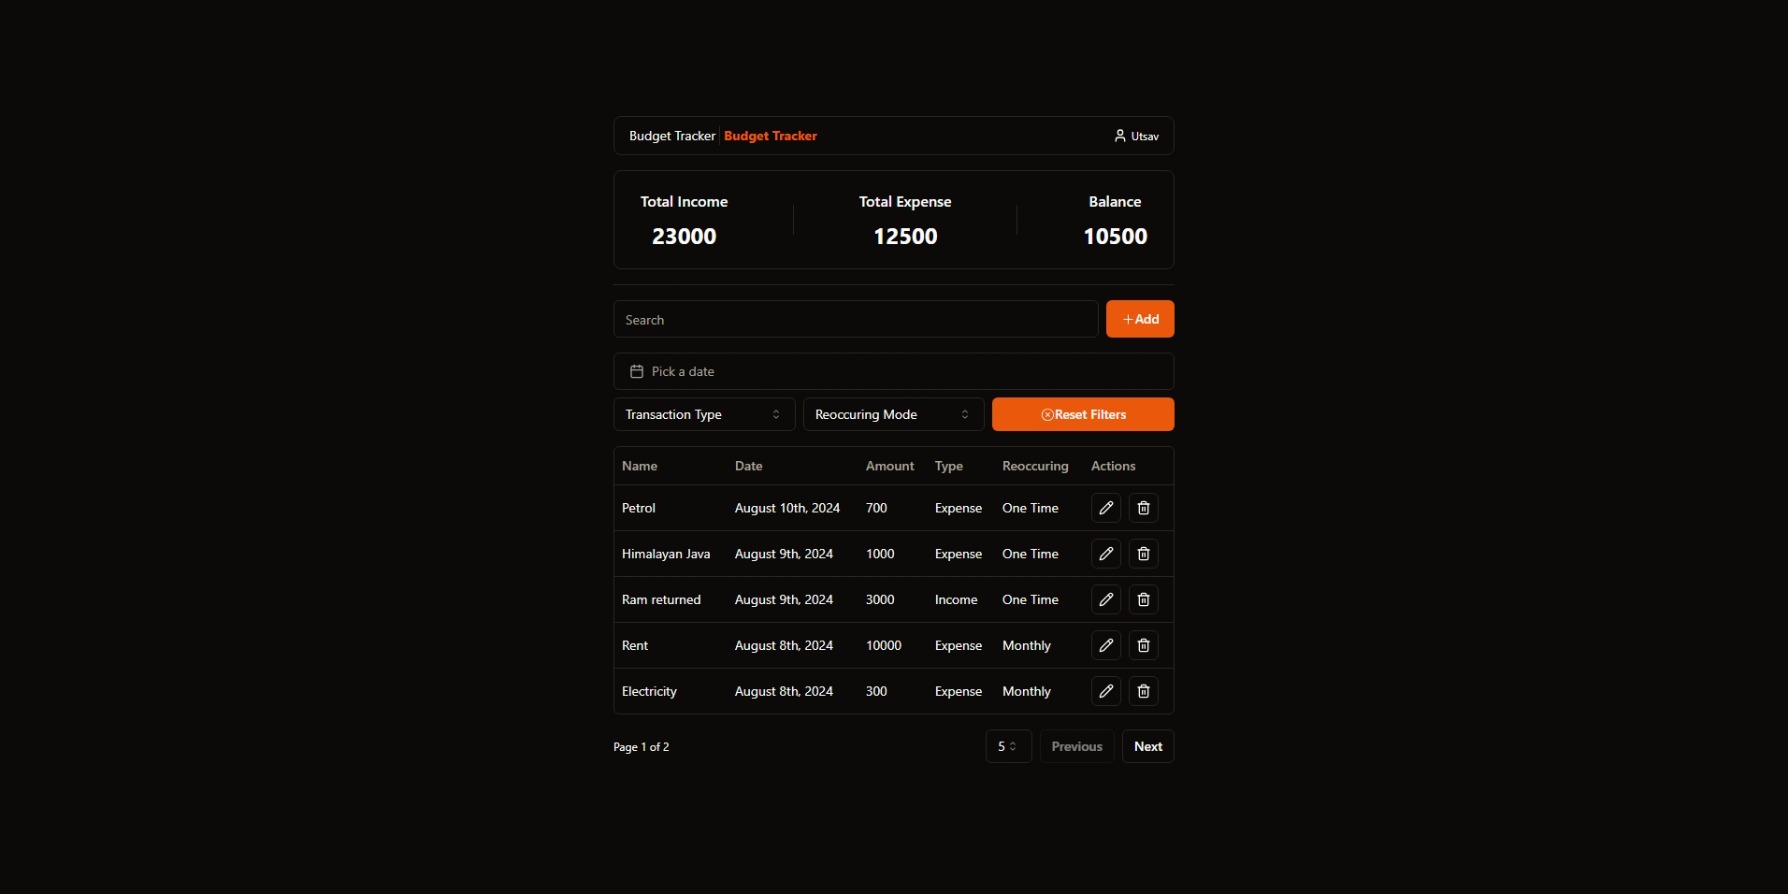 Budget Tracker Budget Tracker Utsav
Total Income Total Expense Balance
23000 12500 10500
Search +Add
Pick a date
Transaction Type Reoccuring Mode Reset Filters
Name Date Amount Type Reoccuring Actions
Petrol August 10th, 2024 700 Expense One Time
Himalayan Java August 9th, 2024 1000 Expense One Time
Ram returned August 9th, 2024 3000 Income One Time
Rent August 8th, 2024 10000 Expense Monthly
Electricity August 8th, 2024 300 Expense Monthly
Page 1 of 2 5 Previous Next